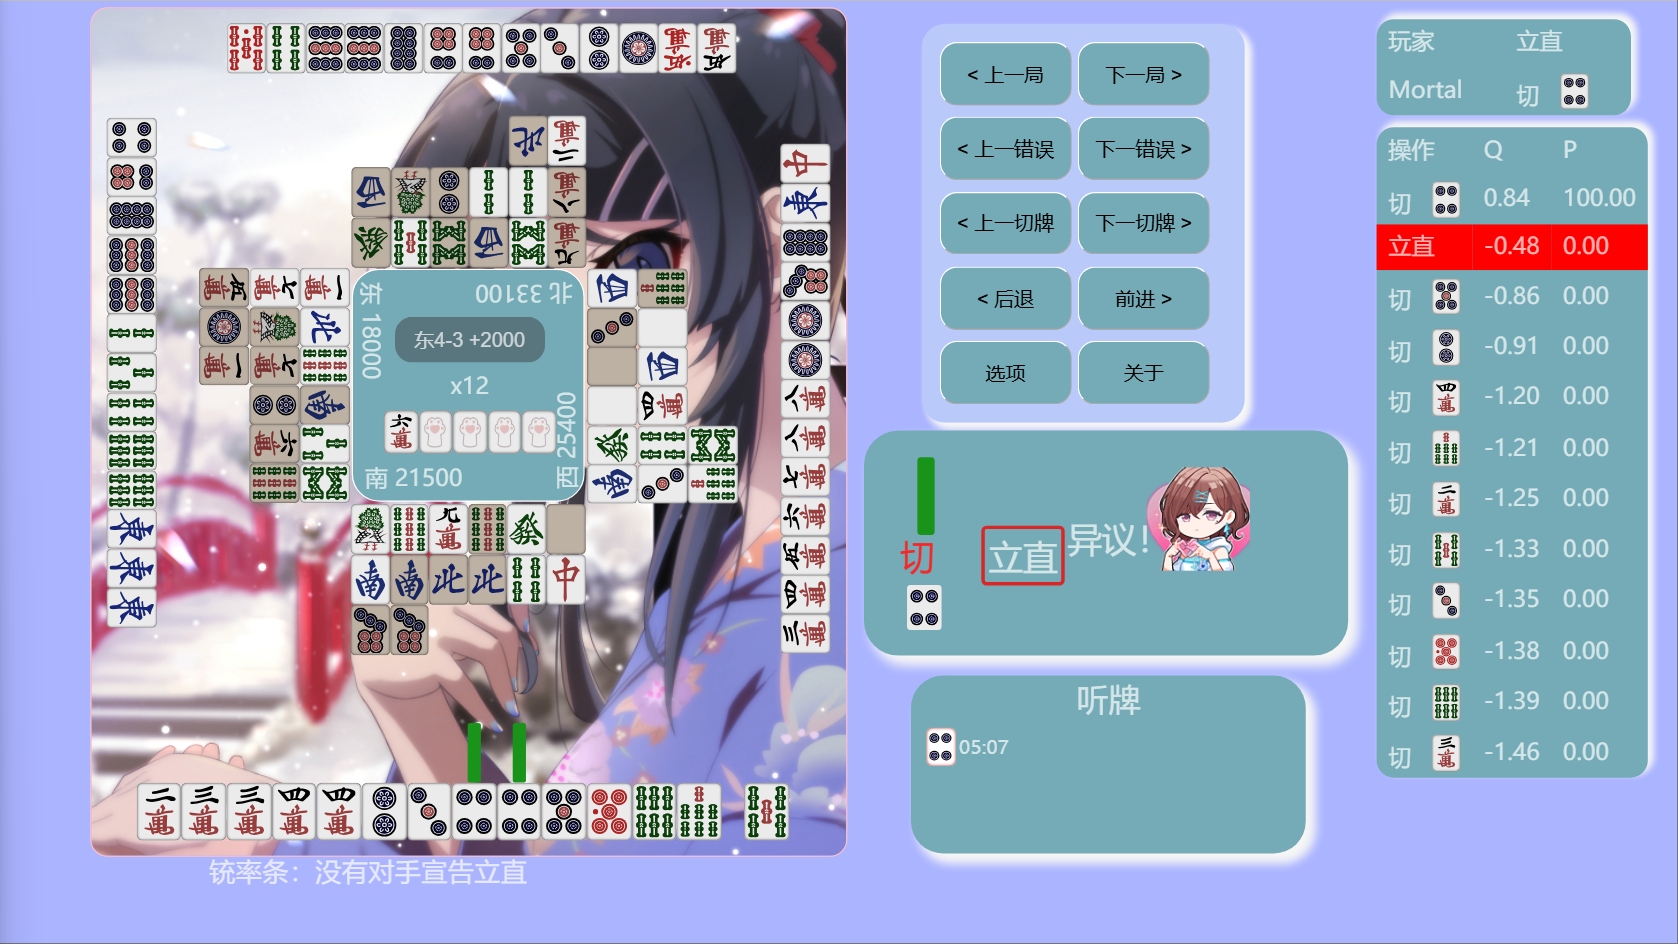 东 18000
北 33100
东4-3 +2000
x12
南 21500
西 25400
铳率条：没有对手宣告立直
< 上一局
下一局 >
< 上一错误
下一错误 >
< 上一切牌
下一切牌 >
< 后退
前进 >
选项
关于
切
立直
异议！
听牌
05:07
玩家 立直
Mortal 切
操作 Q P
切 0.84 100.00
立直 -0.48 0.00
切 -0.86 0.00
切 -0.91 0.00
切 -1.20 0.00
切 -1.21 0.00
切 -1.25 0.00
切 -1.33 0.00
切 -1.35 0.00
切 -1.38 0.00
切 -1.39 0.00
切 -1.46 0.00